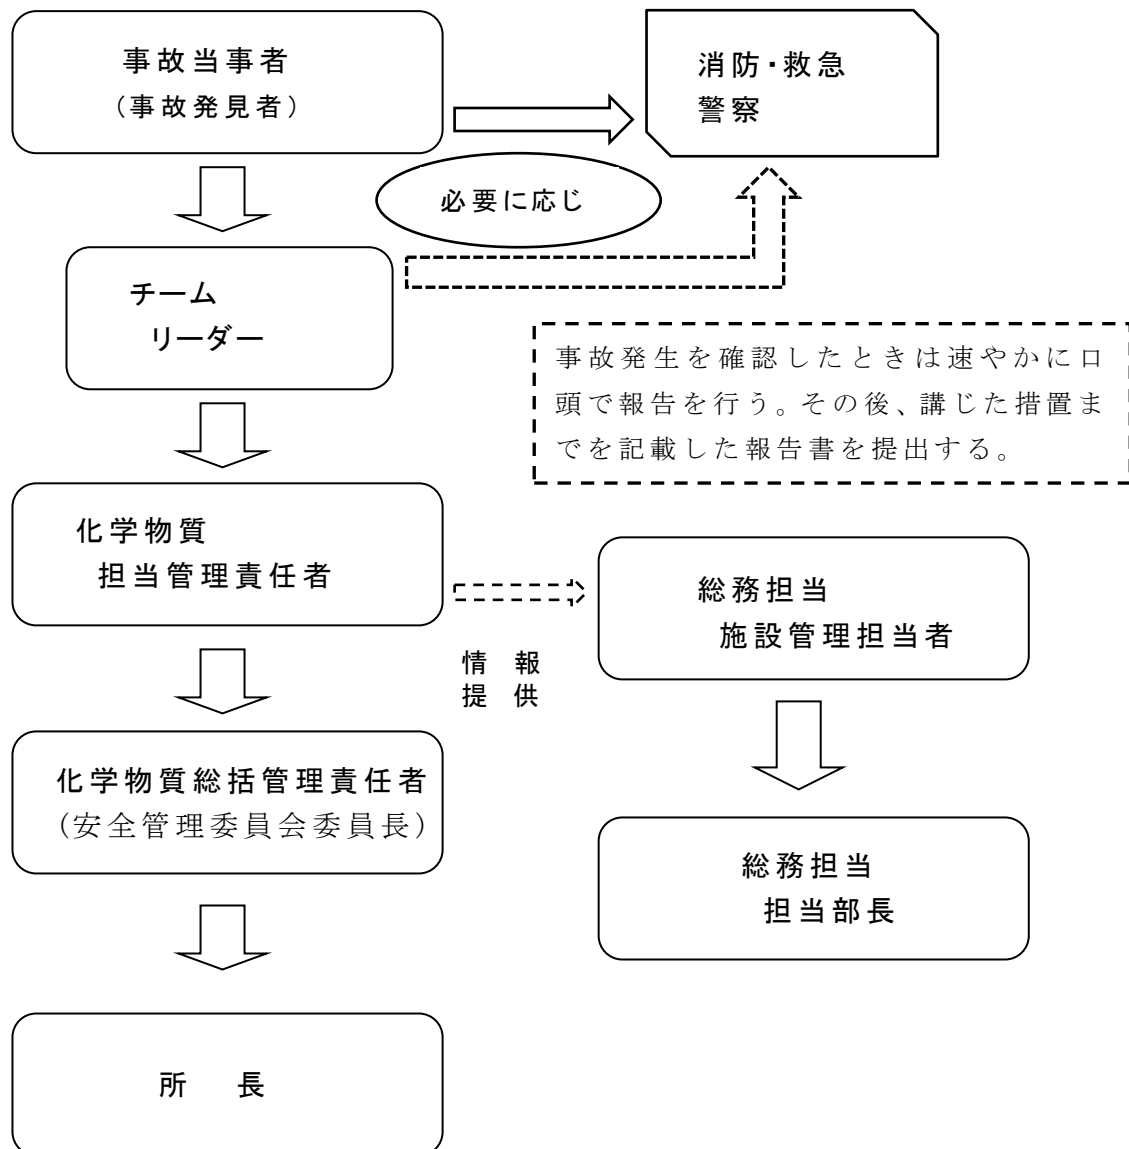 事故当事者
（事故発見者）
消防・救急
警察
必要に応じ
チーム
リーダー
事故発生を確認したときは速やかに口
頭で報告を行う。その後、講じた措置ま
でを記載した報告書を提出する。
化学物質
担当管理責任者
情　報
提　供
総務担当
施設管理担当者
化学物質総括管理責任者
（安全管理委員会委員長）
総務担当
担当部長
所　長